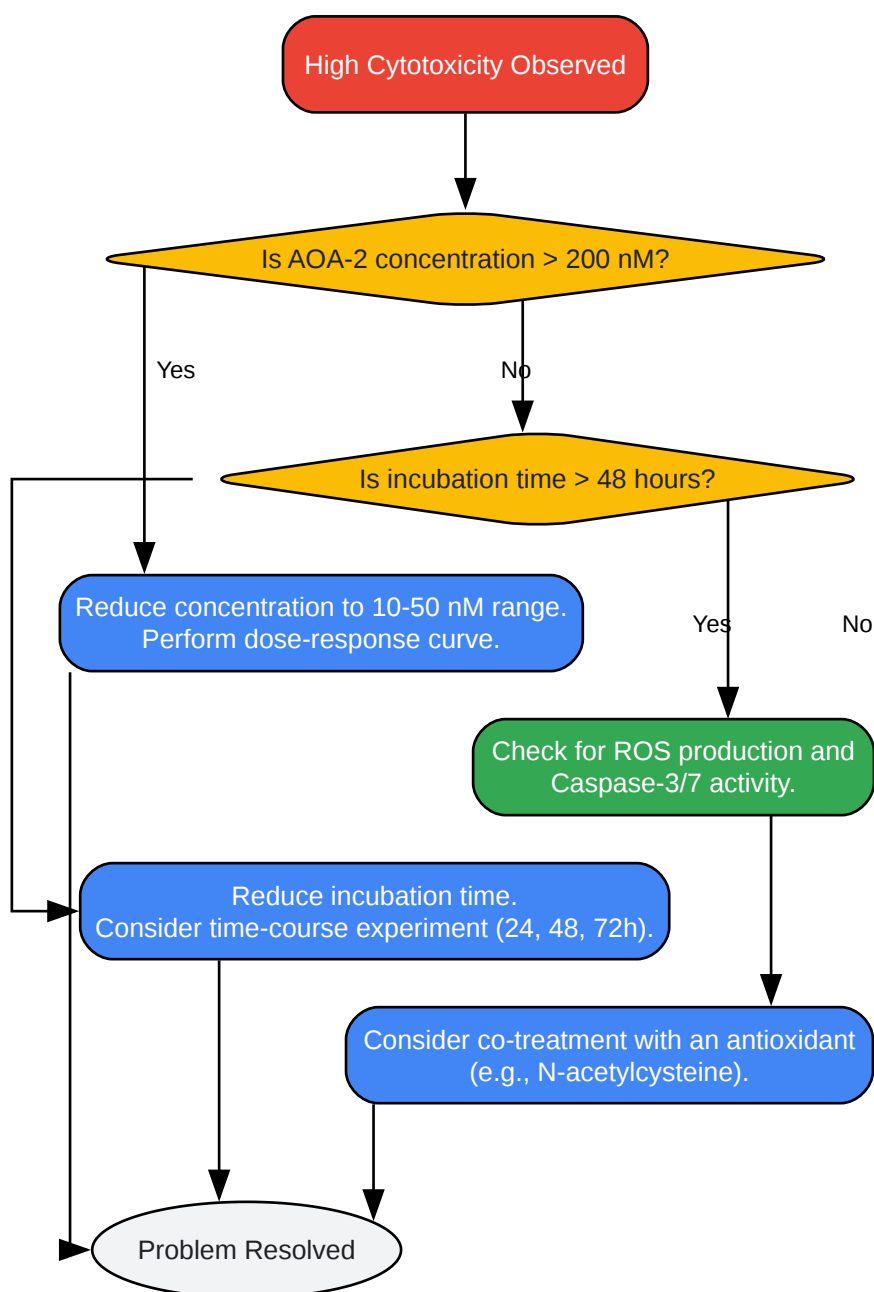 High Cytotoxicity Observed
Is AOA-2 concentration > 200 nM?
Yes
No
Is incubation time > 48 hours?
Reduce concentration to 10-50 nM range.
Perform dose-response curve.
Yes
No
Check for ROS production and
Caspase-3/7 activity.
Reduce incubation time.
Consider time-course experiment (24, 48, 72h).
Consider co-treatment with an antioxidant
(e.g., N-acetylcysteine).
Problem Resolved